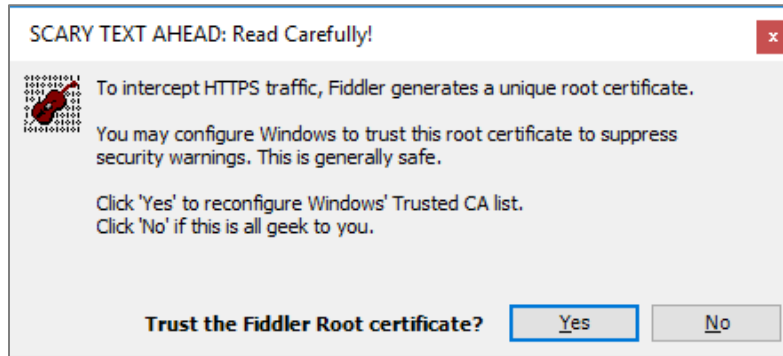 SCARY TEXT AHEAD: Read Carefully!
x
To intercept HTTPS traffic, Fiddler generates a unique root certificate.
You may configure Windows to trust this root certificate to suppress
security warnings. This is generally safe.
Click 'Yes' to reconfigure Windows' Trusted CA list.
Click 'No' if this is all geek to you.
Trust the Fiddler Root certificate? Yes No